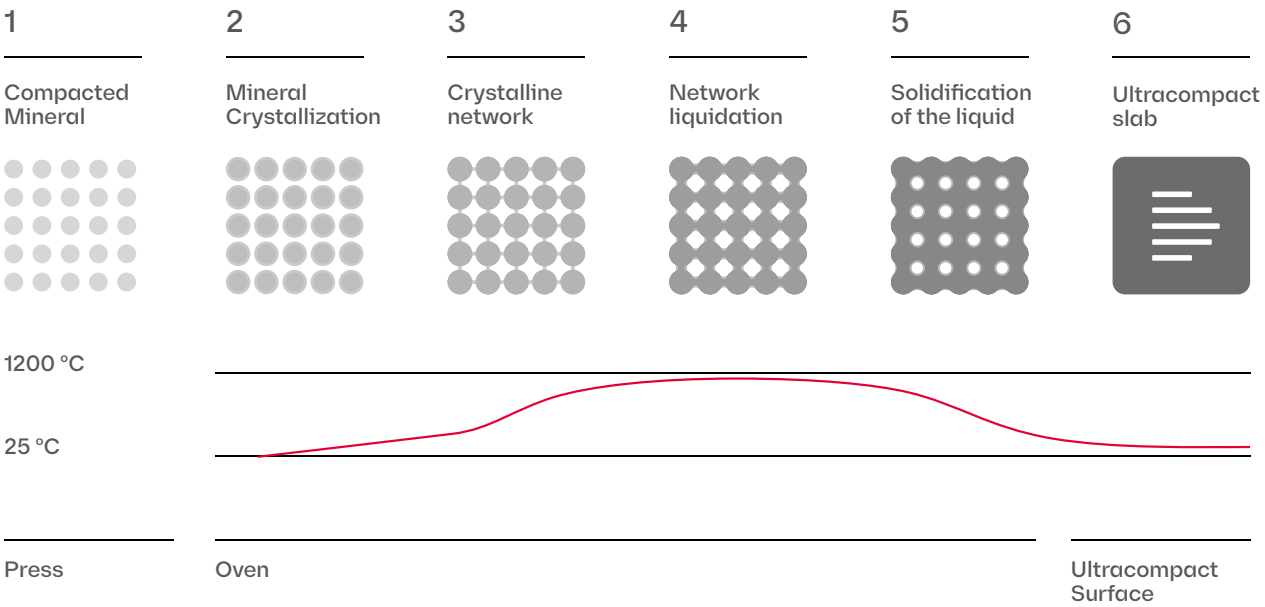 1
2
3
4
5
6
Compacted
Mineral
Mineral
Crystallization
Crystalline
network
Network
liquidation
Solidification
of the liquid
Ultracompact
slab
1200 °C
25 °C
Press
Oven
Ultracompact
Surface